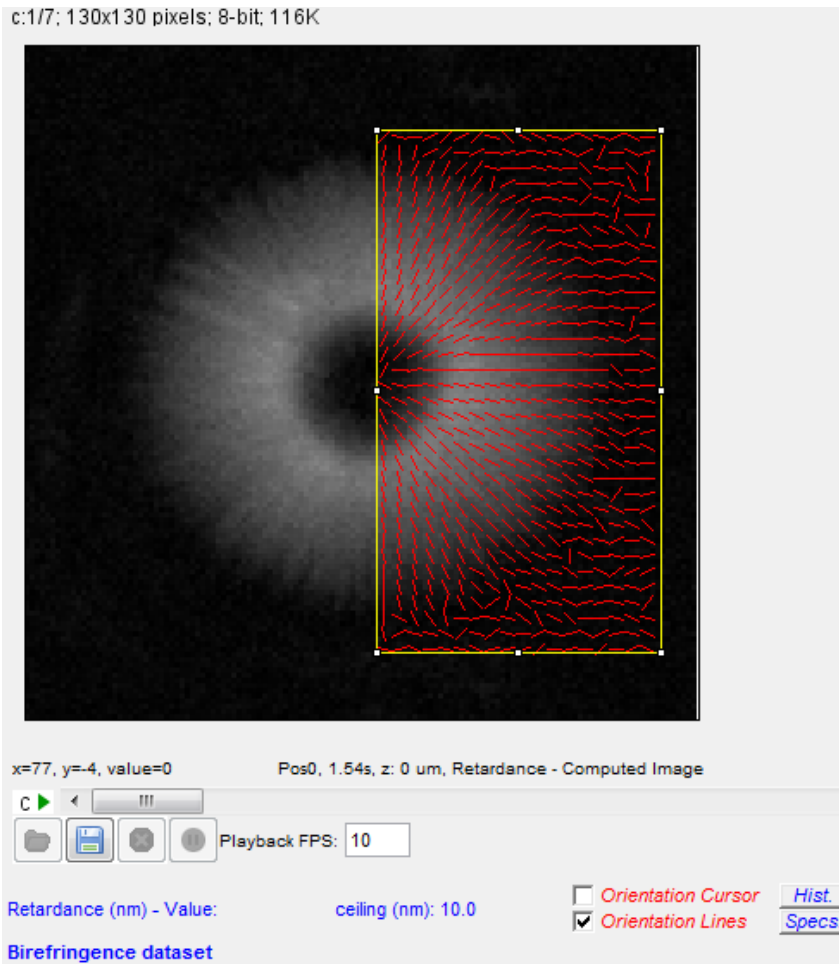 c:1/7; 130x130 pixels; 8-bit; 116K
x=77, y=-4, value=0 Pos0, 1.54s, z: 0 um, Retardance - Computed Image
C
Playback FPS: 10
Retardance (nm) - Value: ceiling (nm): 10.0 Orientation Cursor Hist.
Orientation Lines Specs
Birefringence dataset